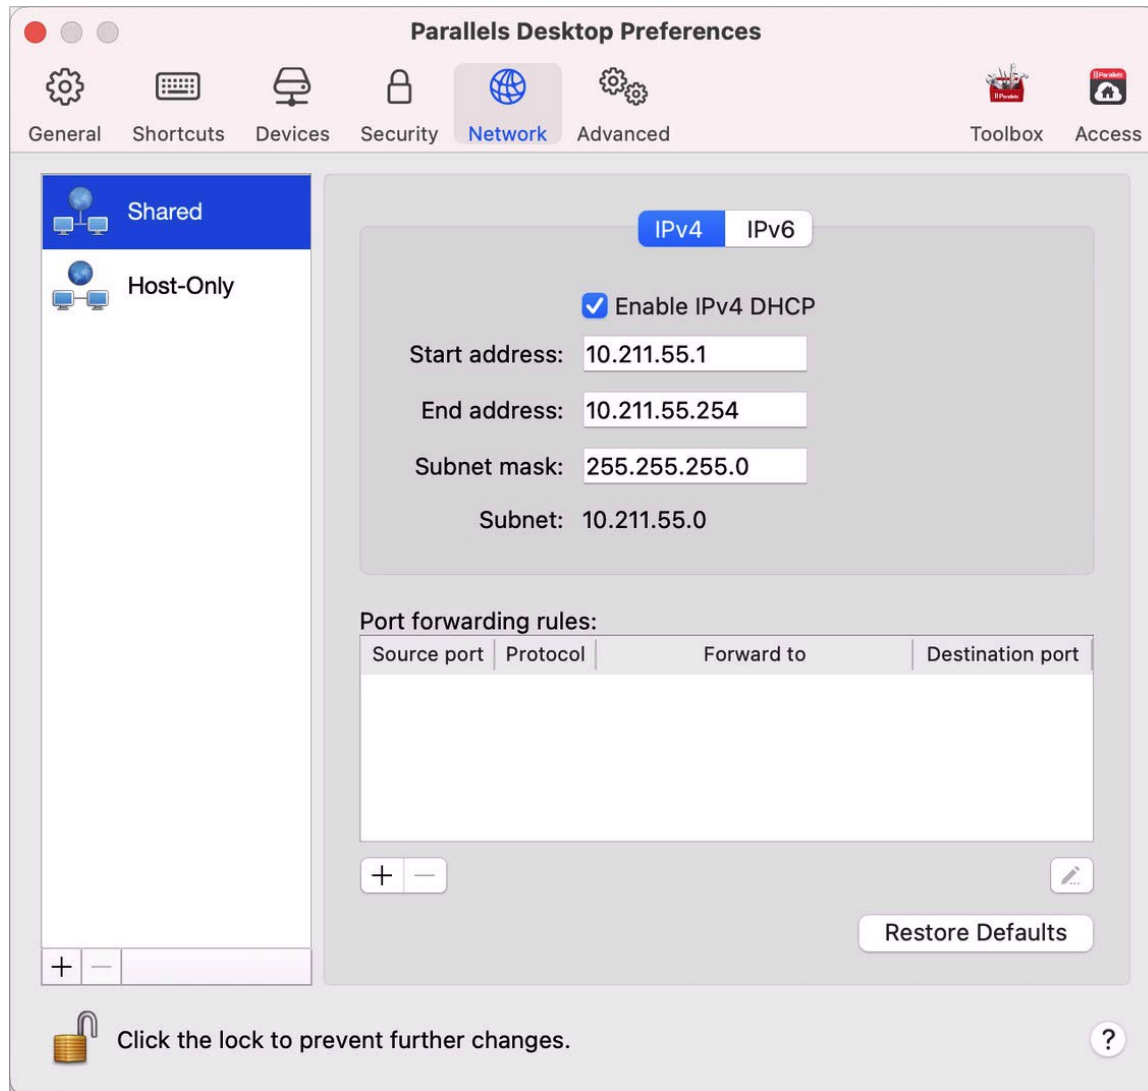 Parallels Desktop Preferences
General Shortcuts Devices Security Network Advanced Toolbox Access
Shared
Host-Only
IPv4 IPv6
Enable IPv4 DHCP
Start address: 10.211.55.1
End address: 10.211.55.254
Subnet mask: 255.255.255.0
Subnet: 10.211.55.0
Port forwarding rules:
Source port Protocol Forward to Destination port
Restore Defaults
Click the lock to prevent further changes.
?